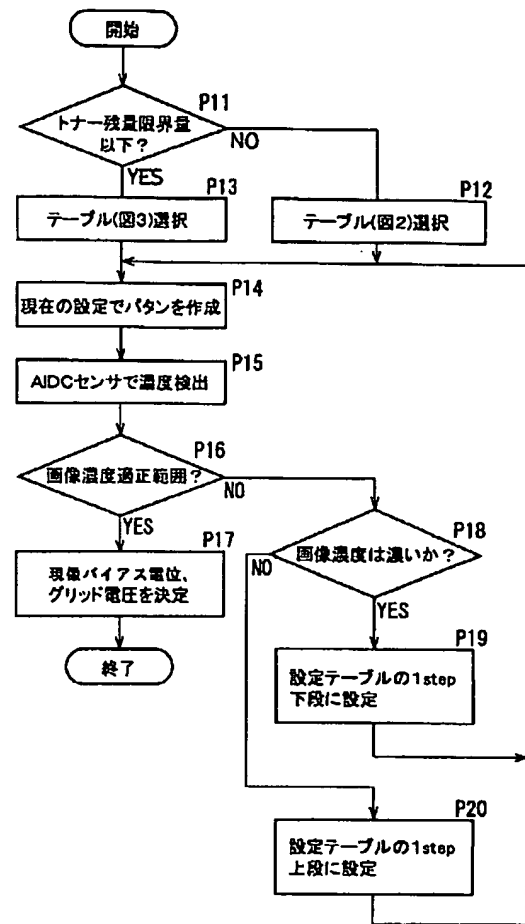 開始
P11
トナー残量限界量
以下？
NO
YES
P13
テーブル(図3)選択
P12
テーブル(図2)選択
P14
現在の設定でパタンを作成
P15
AIDCセンサで濃度検出
P16
画像濃度適正範囲？
NO
YES
P17
現像バイアス電位、
グリッド電圧を決定
終了
P18
画像濃度は濃いか？
NO
YES
P19
設定テーブルの1step
下段に設定
P20
設定テーブルの1step
上段に設定